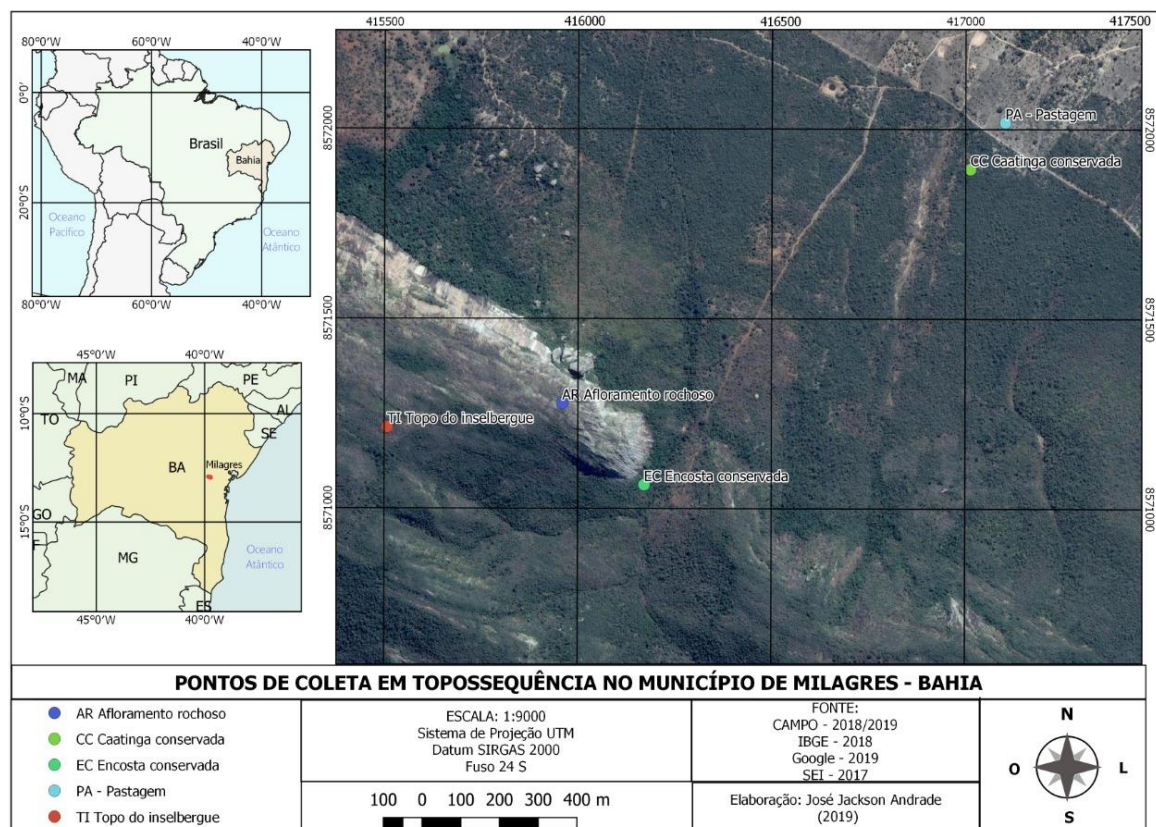 80°0'W 60°0'W 40°0'W
0°0'
20°0'S
Brasil
Bahia
Oceano
Pacífico
Oceano
Atântico
80°0'W 60°0'W 40°0'W
45°0'W 40°0'W
10°0'S
15°0'S
MA
PI
PE
AL
TO
SE
BA
Milagres
GO
F
MG
Oceano
Atântico
ES
45°0'W 40°0'W
415500 416000 416500 417000 417500
8572000
8571500
8571000
8572000
8571500
8571000
PA - Pastagem
CC Caatinga conservada
AR Afloramento rochoso
TI Topo do inselbergue
EC Encosta conservada
PONTOS DE COLETA EM TOPOSSEQUÊNCIA NO MUNICÍPIO DE MILAGRES - BAHIA
AR Afloramento rochoso
CC Caatinga conservada
EC Encosta conservada
PA - Pastagem
TI Topo do inselbergue
ESCALA: 1:9000
Sistema de Projeção UTM
Datum SIRGAS 2000
Fuso 24 S
100 0 100 200 300 400 m
FONTE:
CAMPO - 2018/2019
IBGE - 2018
Google - 2019
SEI - 2017
Elaboração: José Jackson Andrade
(2019)
N
O L
S